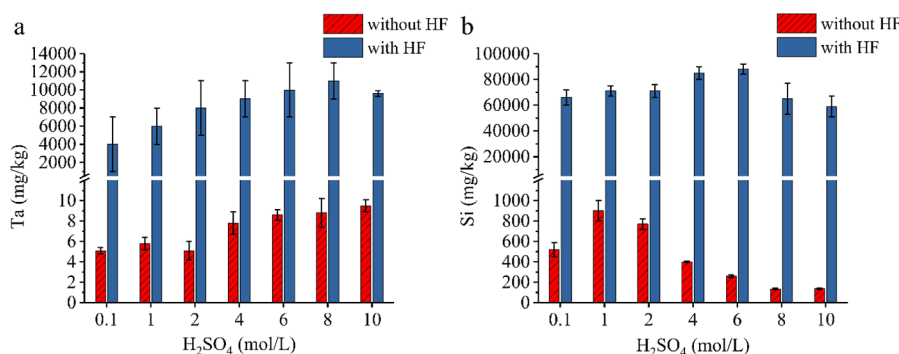 a
without HF
with HF
14000
12000
10000
8000
6000
4000
2000
10
8
6
4
2
0
Ta (mg/kg)
0.1 1 2 4 6 8 10
H₂SO₄ (mol/L)
b
without HF
with HF
100000
80000
60000
40000
20000
1000
800
600
400
200
0
Si (mg/kg)
0.1 1 2 4 6 8 10
H₂SO₄ (mol/L)